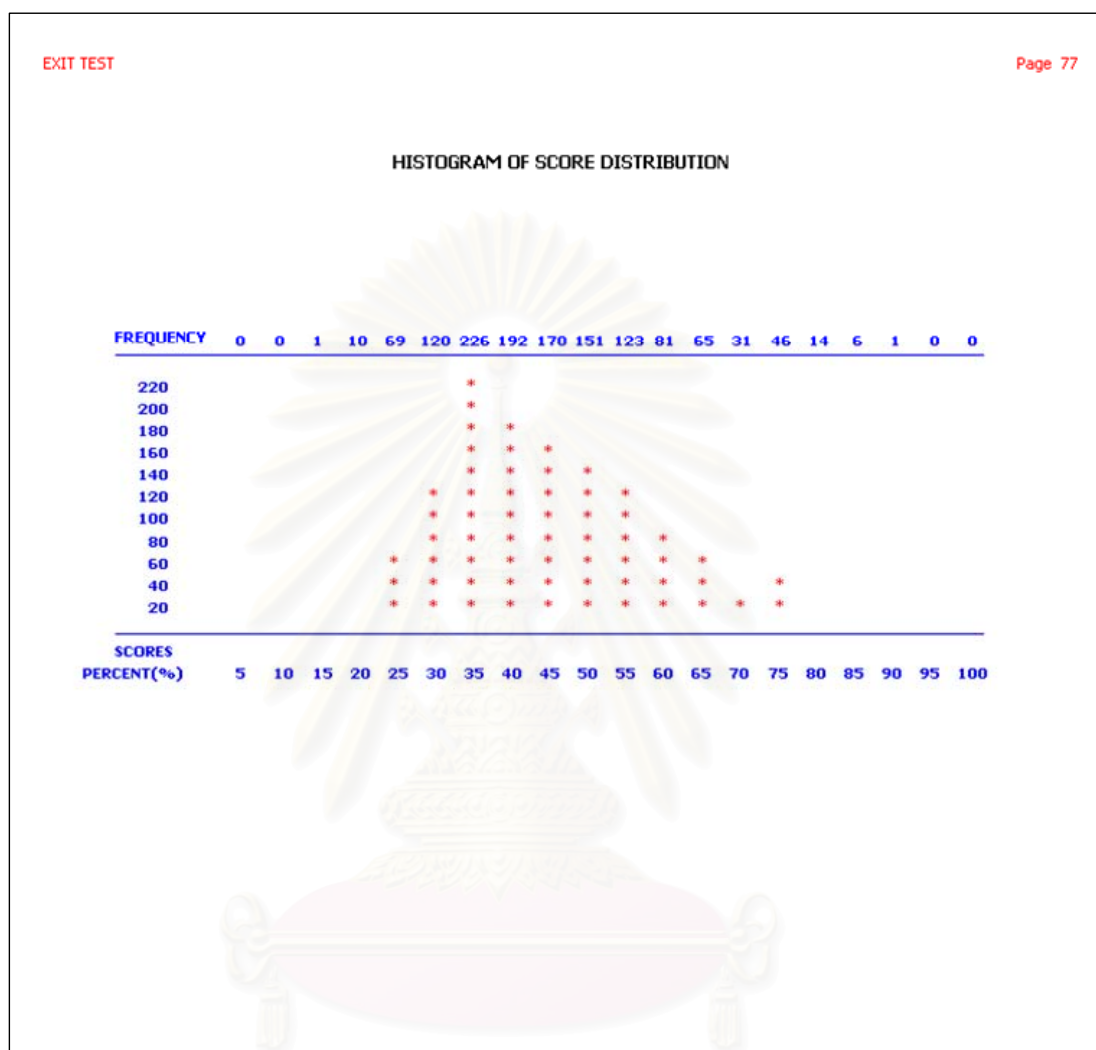 EXIT TEST Page 77
HISTOGRAM OF SCORE DISTRIBUTION
FREQUENCY 0 0 1 10 69 120 226 192 170 151 123 81 65 31 46 14 6 1 0 0
220 *
200 *
180 * *
160 * * *
140 * * * *
120 * * * * * *
100 * * * * * *
80 * * * * * * *
60 * * * * * * * * *
40 * * * * * * * * * *
20 * * * * * * * * * * *
SCORES
PERCENT(%) 5 10 15 20 25 30 35 40 45 50 55 60 65 70 75 80 85 90 95 100